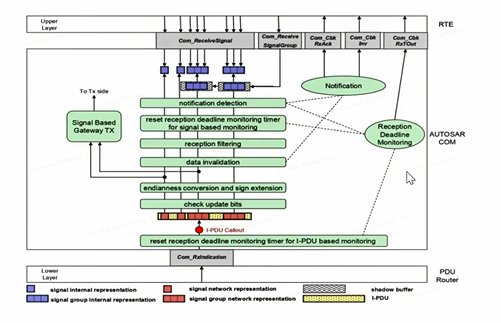 Upper
Layer
RTE
Com_ReceiveSignal
Com_Receive
SignalGroup
Com_Cbk
RxAck
Com_Cbk
Inv
Com_Cbk
RxTOut
To Tx side
Notification
notification detection
Signal Based
Gateway TX
reset reception deadline monitoring timer
for signal based monitoring
Reception
Deadline
Monitoring
AUTOSAR
COM
reception filtering
data invalidation
endianness conversion and sign extension
check update bits
I-PDU Callout
reset reception deadline monitoring timer for I-PDU based monitoring
Com_RxIndication
Lower
Layer
PDU
Router
signal internal representation
signal network representation
shadow buffer
signal group internal representation
signal group network representation
I-PDU